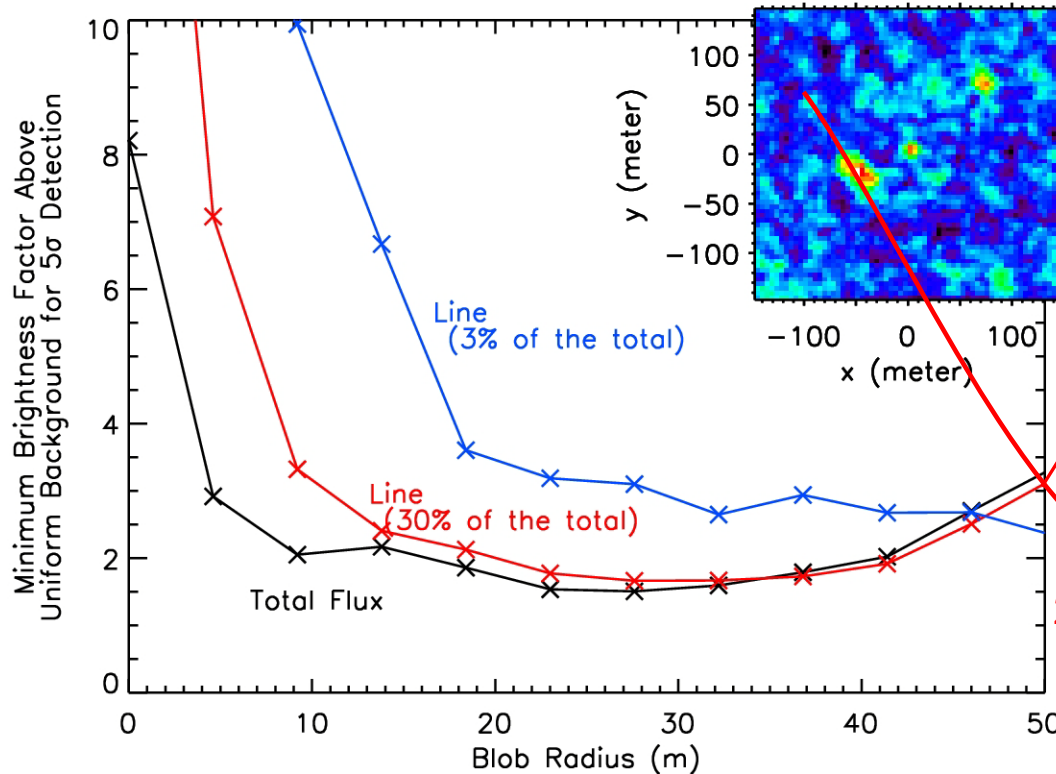 Minimum Brightness Factor Above
Uniform Background for 5σ Detection
10
8
6
4
2
0
0
10
20
30
40
50
Blob Radius (m)
Line
(3% of the total)
Line
(30% of the total)
Total Flux
y (meter)
100
50
0
−50
−100
−100
0
100
x (meter)